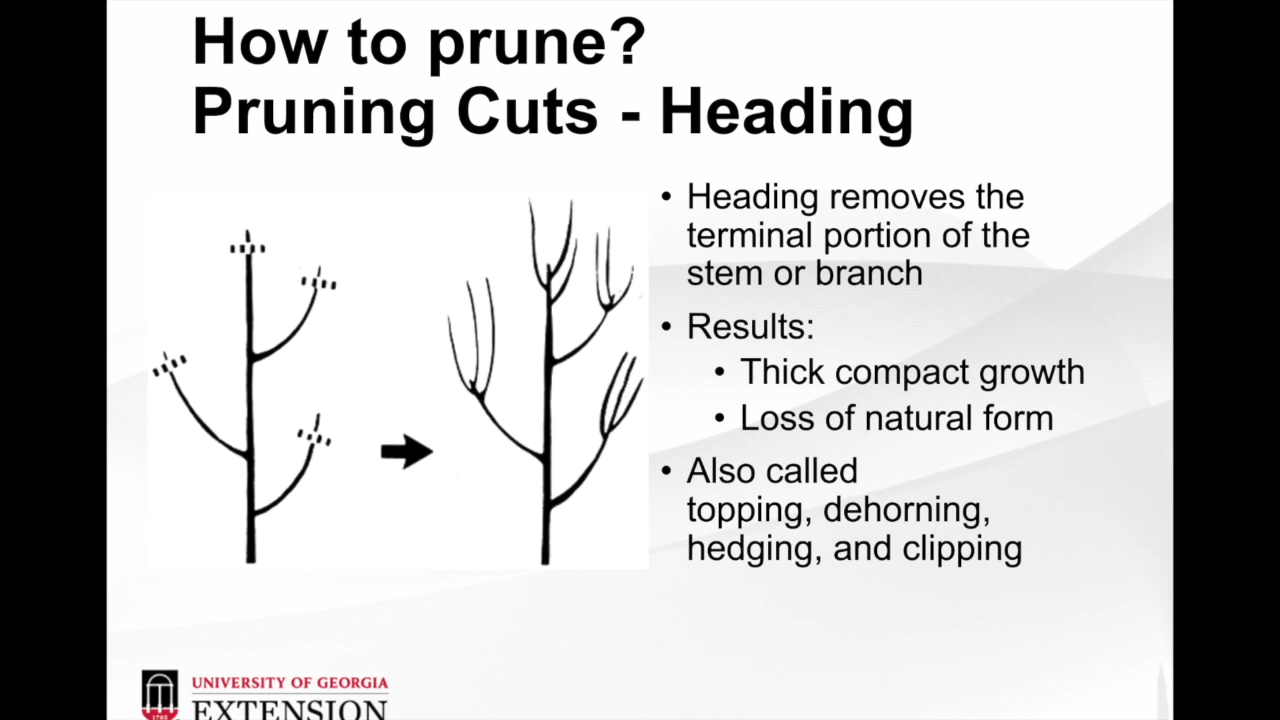 How to prune?
Pruning Cuts - Heading
• Heading removes the
terminal portion of the
stem or branch
• Results:
• Thick compact growth
• Loss of natural form
• Also called
topping, dehorning,
hedging, and clipping
UNIVERSITY OF GEORGIA
EXTENSION